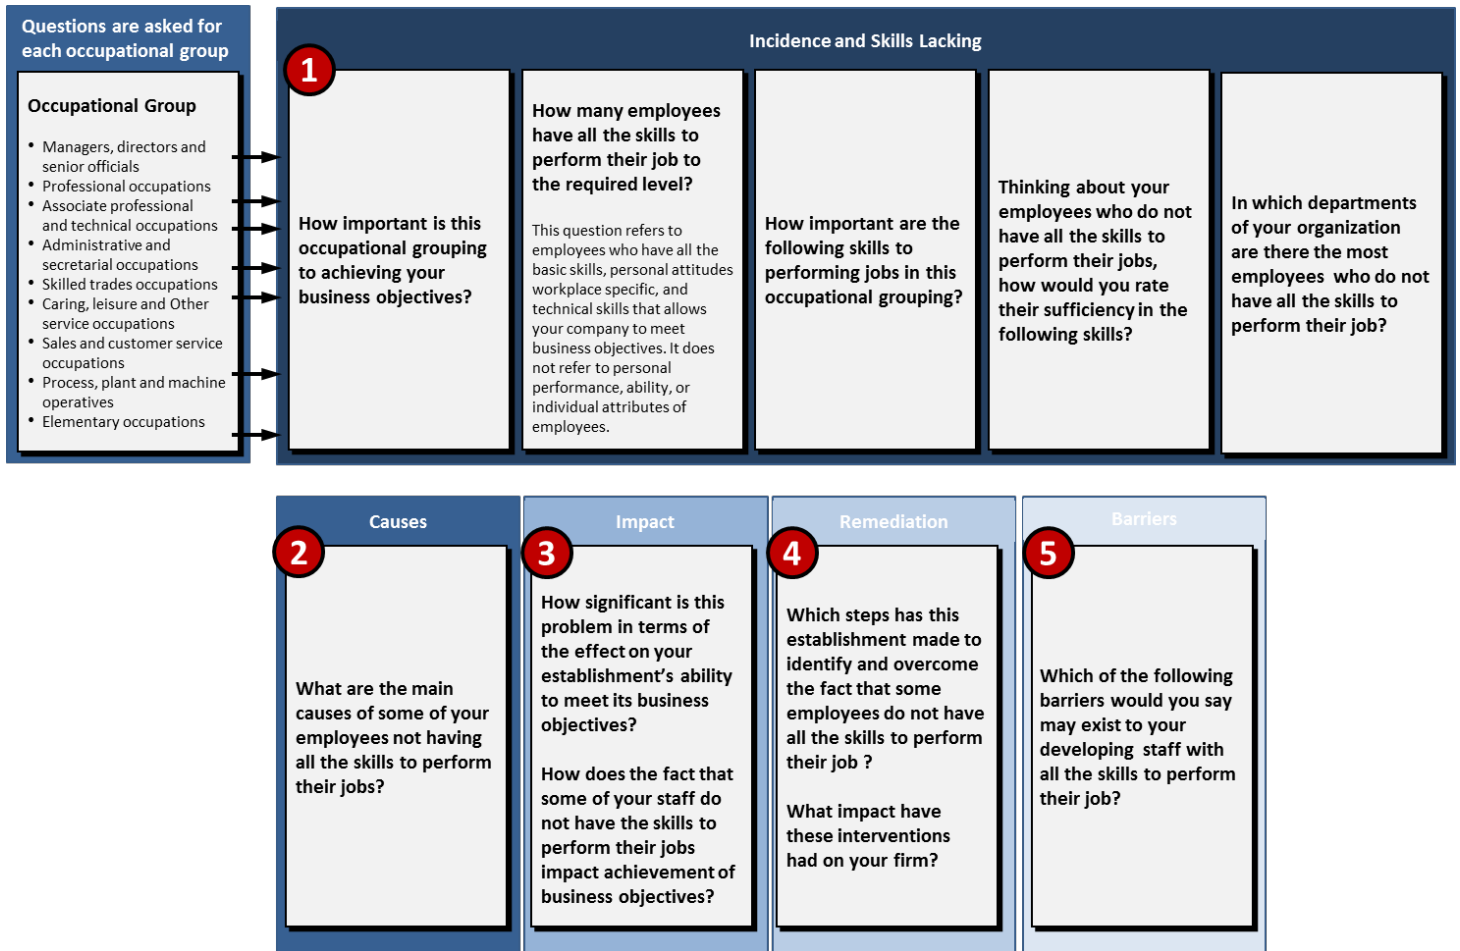 Questions are asked for
each occupational group
Occupational Group
• Managers, directors and
senior officials
• Professional occupations
• Associate professional
and technical occupations
• Administrative and
secretarial occupations
• Skilled trades occupations
• Caring, leisure and Other
service occupations
• Sales and customer service
occupations
• Process, plant and machine
operatives
• Elementary occupations
Incidence and Skills Lacking
1
How important is this
occupational grouping
to achieving your
business objectives?
How many employees
have all the skills to
perform their job to
the required level?
This question refers to
employees who have all the
basic skills, personal attitudes
workplace specific, and
technical skills that allows
your company to meet
business objectives. It does
not refer to personal
performance, ability, or
individual attributes of
employees.
How important are the
following skills to
performing jobs in this
occupational grouping?
Thinking about your
employees who do not
have all the skills to
perform their jobs,
how would you rate
their sufficiency in the
following skills?
In which departments
of your organization
are there the most
employees who do not
have all the skills to
perform their job?
Causes
2
What are the main
causes of some of your
employees not having
all the skills to perform
their jobs?
Impact
3
How significant is this
problem in terms of
the effect on your
establishment's ability
to meet its business
objectives?
How does the fact that
some of your staff do
not have the skills to
perform their jobs
impact achievement of
business objectives?
Remediation
4
Which steps has this
establishment made to
identify and overcome
the fact that some
employees do not have
all the skills to perform
their job ?
What impact have
these interventions
had on your firm?
Barriers
5
Which of the following
barriers would you say
may exist to your
developing staff with
all the skills to perform
their job?